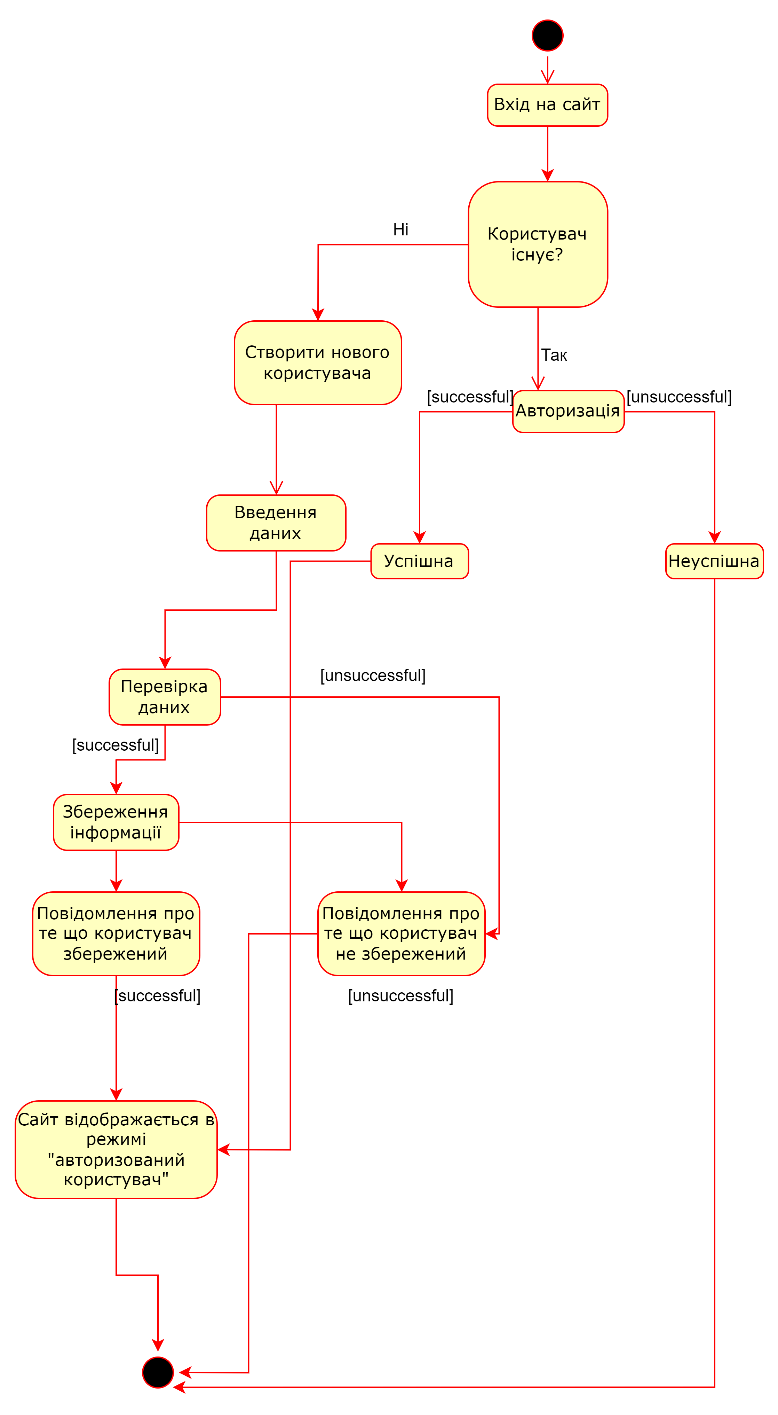 Вхід на сайт
Користувач
існує?
Ні
Створити нового
користувача
Так
[successful]
Авторизація
[unsuccessful]
Введення
даних
Успішна
Неуспішна
Перевірка
даних
[unsuccessful]
[successful]
Збереження
інформації
Повідомлення про
те що користувач
збережений
Повідомлення про
те що користувач
не збережений
[successful]
[unsuccessful]
Сайт відображається в
режимі
"авторизований
користувач"